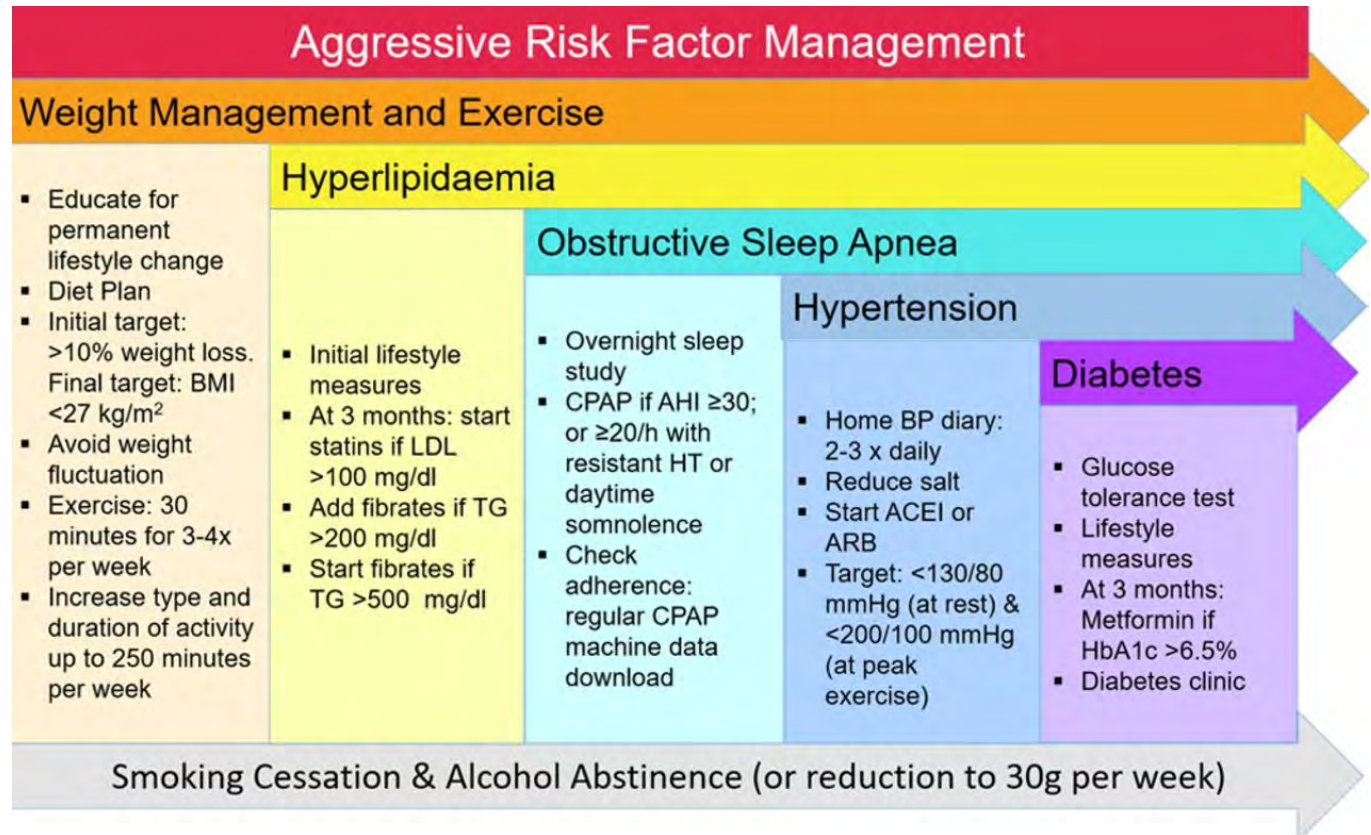 Aggressive Risk Factor Management
Weight Management and Exercise
▪ Educate for
permanent
lifestyle change
▪ Diet Plan
▪ Initial target:
>10% weight loss.
Final target: BMI
<27 kg/m²
▪ Avoid weight
fluctuation
▪ Exercise: 30
minutes for 3-4x
per week
▪ Increase type and
duration of activity
up to 250 minutes
per week
Hyperlipidaemia
▪ Initial lifestyle
measures
▪ At 3 months: start
statins if LDL
>100 mg/dl
▪ Add fibrates if TG
>200 mg/dl
▪ Start fibrates if
TG >500 mg/dl
Obstructive Sleep Apnea
▪ Overnight sleep
study
▪ CPAP if AHI ≥30;
or ≥20/h with
resistant HT or
daytime
somnolence
▪ Check
adherence:
regular CPAP
machine data
download
Hypertension
▪ Home BP diary:
2-3 x daily
▪ Reduce salt
▪ Start ACEI or
ARB
▪ Target: <130/80
mmHg (at rest) &
<200/100 mmHg
(at peak
exercise)
Diabetes
▪ Glucose
tolerance test
▪ Lifestyle
measures
▪ At 3 months:
Metformin if
HbA1c >6.5%
▪ Diabetes clinic
Smoking Cessation & Alcohol Abstinence (or reduction to 30g per week)